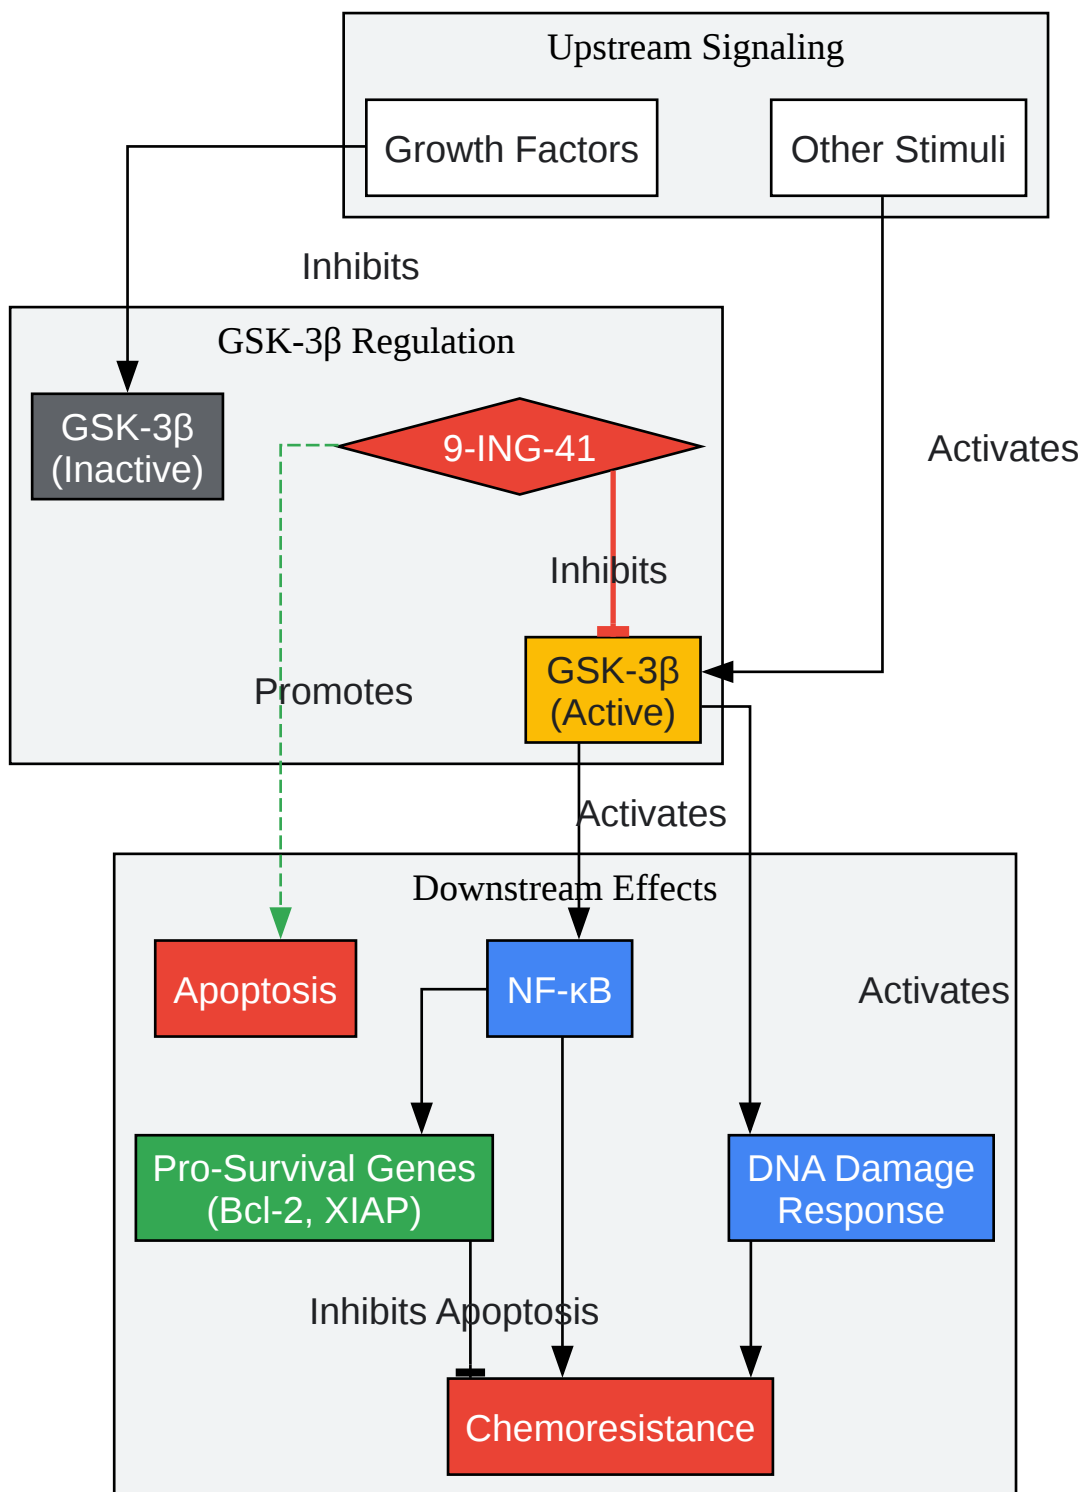 Upstream Signaling
Growth Factors
Other Stimuli
Inhibits
GSK-3β Regulation
GSK-3β
(Inactive)
9-ING-41
Activates
Inhibits
GSK-3β
(Active)
Promotes
Activates
Downstream Effects
Apoptosis
NF-κB
Activates
Pro-Survival Genes
(Bcl-2, XIAP)
DNA Damage
Response
Inhibits Apoptosis
Chemoresistance